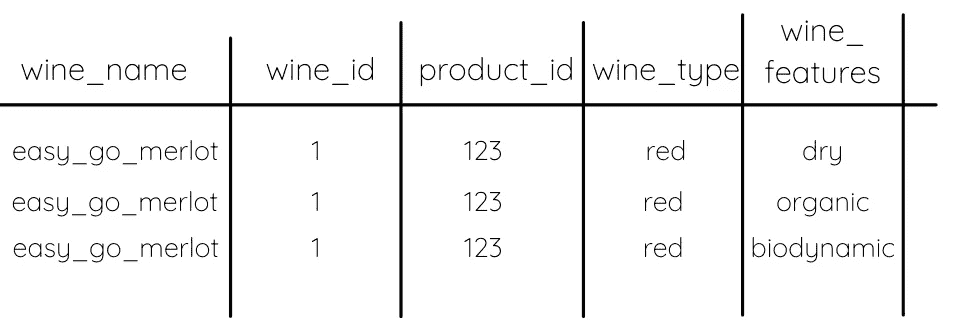 wine_name wine_id product_id wine_type wine_
features
easy_go_merlot 1 123 red dry
easy_go_merlot 1 123 red organic
easy_go_merlot 1 123 red biodynamic